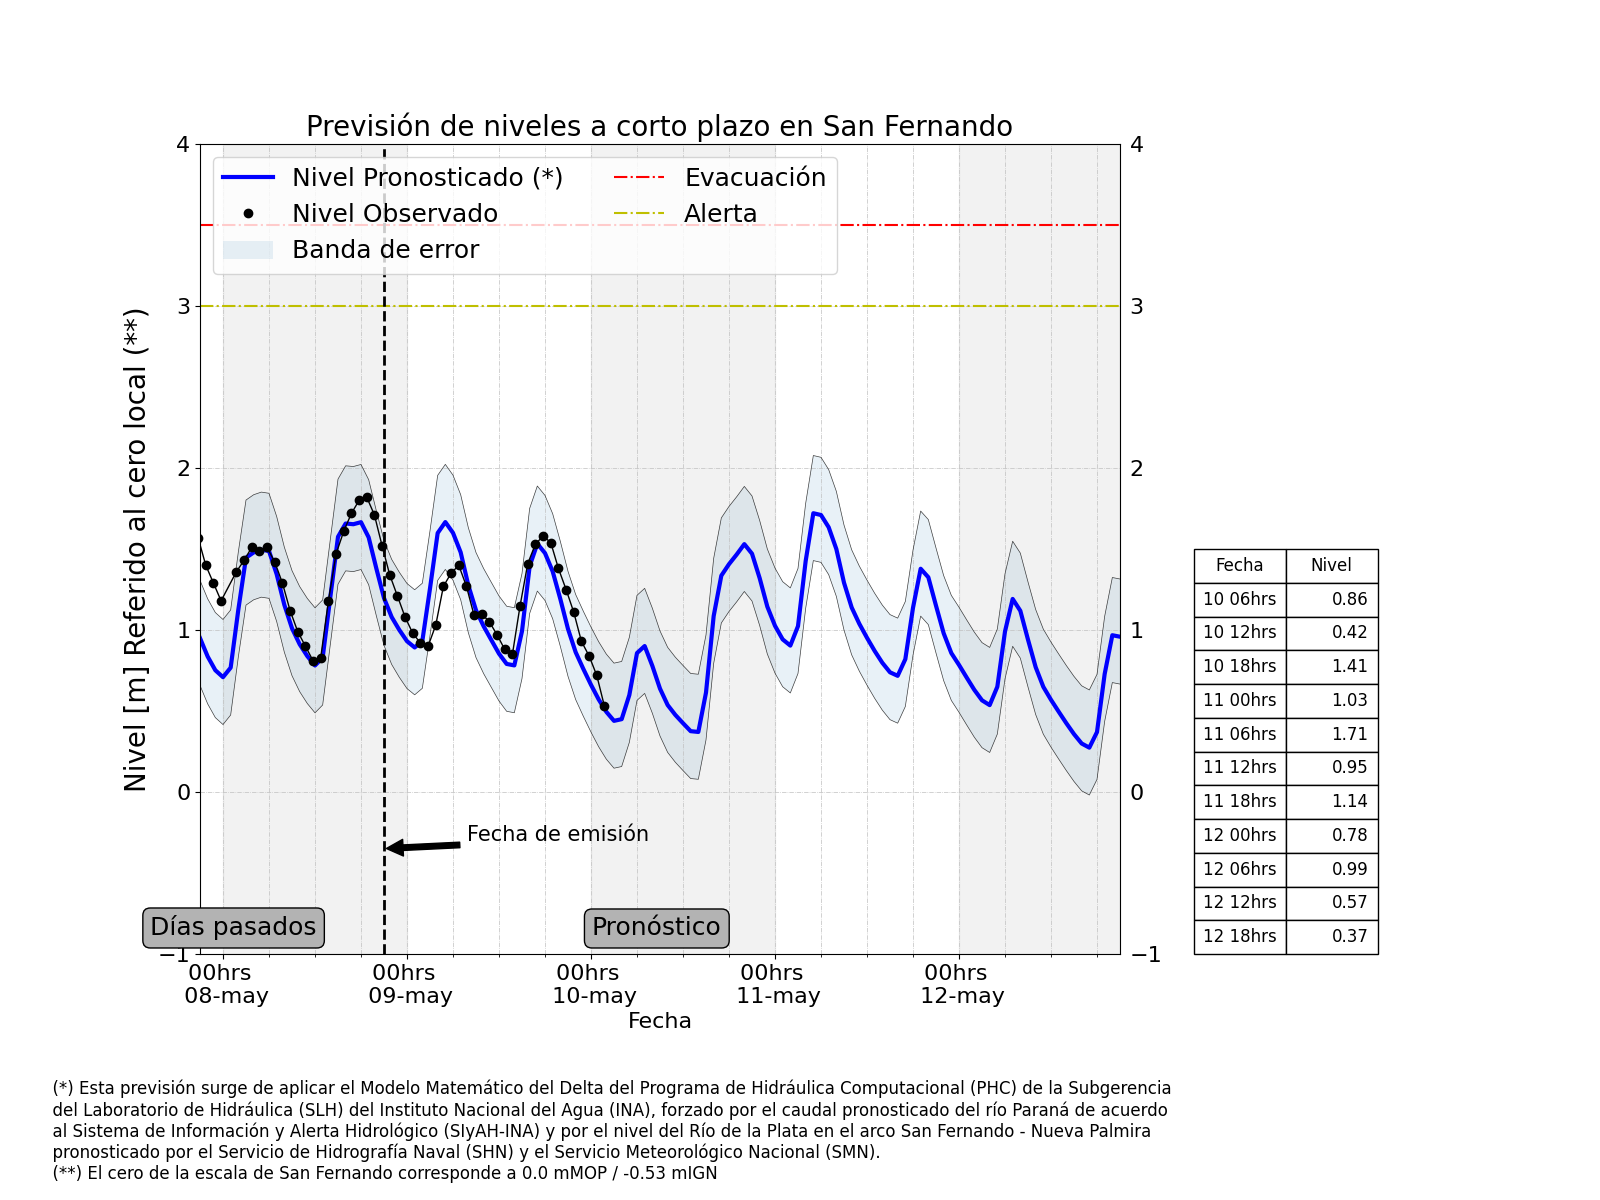 Previsión de niveles a corto plazo en San Fernando
Nivel Pronosticado (*)
Nivel Observado
Banda de error
Evacuación
Alerta
Nivel [m] Referido al cero local (**)
4
3
2
1
0
−1
4
3
2
1
0
−1
Fecha de emisión
Días pasados
Pronóstico
00hrs 00hrs 00hrs 00hrs 00hrs
08-may 09-may 10-may 11-may 12-may
Fecha
Fecha Nivel
10 06hrs 0.86
10 12hrs 0.42
10 18hrs 1.41
11 00hrs 1.03
11 06hrs 1.71
11 12hrs 0.95
11 18hrs 1.14
12 00hrs 0.78
12 06hrs 0.99
12 12hrs 0.57
12 18hrs 0.37
(*) Esta previsión surge de aplicar el Modelo Matemático del Delta del Programa de Hidráulica Computacional (PHC) de la Subgerencia
del Laboratorio de Hidráulica (SLH) del Instituto Nacional del Agua (INA), forzado por el caudal pronosticado del río Paraná de acuerdo
al Sistema de Información y Alerta Hidrológico (SIyAH-INA) y por el nivel del Río de la Plata en el arco San Fernando - Nueva Palmira
pronosticado por el Servicio de Hidrografía Naval (SHN) y el Servicio Meteorológico Nacional (SMN).
(**) El cero de la escala de San Fernando corresponde a 0.0 mMOP / -0.53 mIGN